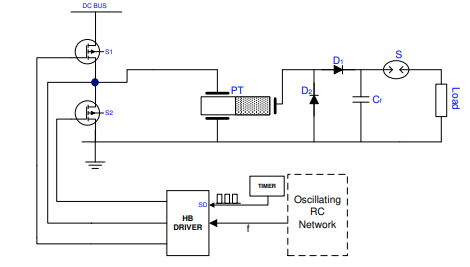 DC BUS
S1
S2
PT
D1
D2
S
Cf
Load
TIMER
SD
HB
DRIVER
f
Oscillating
RC
Network